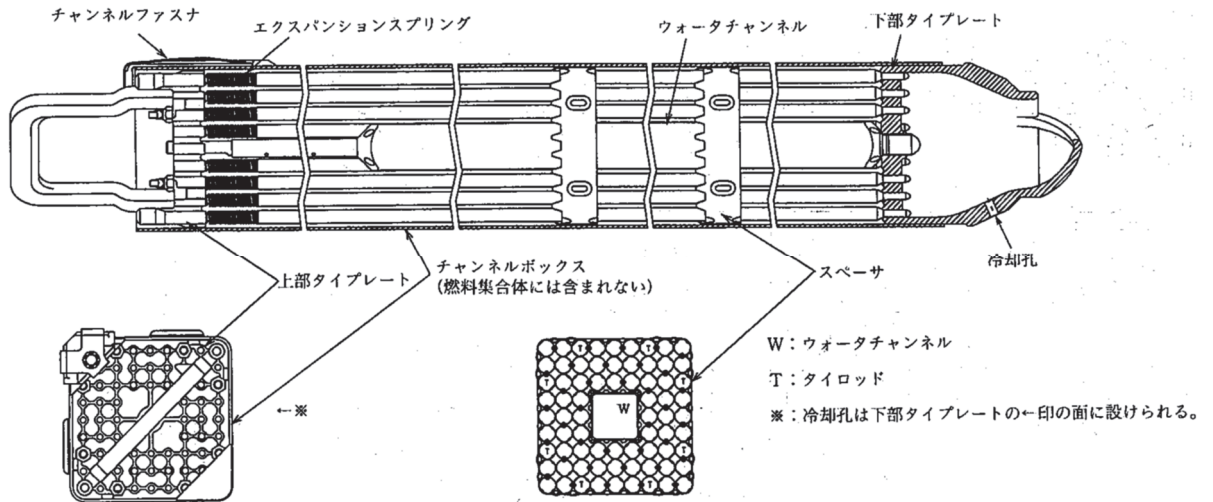 チャンネルファスナ
エクスパンションスプリング
ウォータチャンネル
下部タイプレート
冷却孔
上部タイプレート
チャンネルボックス
(燃料集合体には含まれない)
スペーサ
←※
W
T T
T T
T T
T T
W:ウォータチャンネル
T:タイロッド
※:冷却孔は下部タイプレートの←印の面に設けられる。